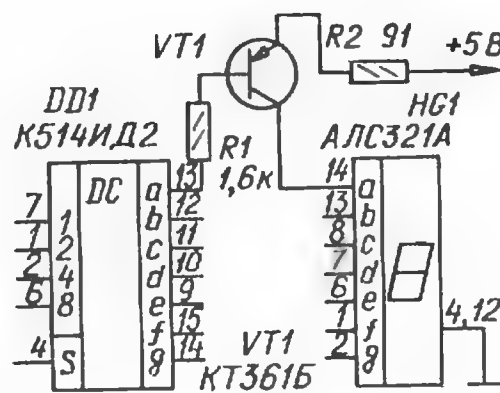 VT1
R2 91
+5В
DD1
К514ИД2
R1
1,6к
HG1
АЛС321А
DC
7 1
1 2
2 4
6 8
4 S
a 13
b 12
c 11
d 10
e 9
f 15
g 14
14 a
13 b
8 c
7 d
6 e
1 f
2 g
4, 12
VT1
КТ361Б